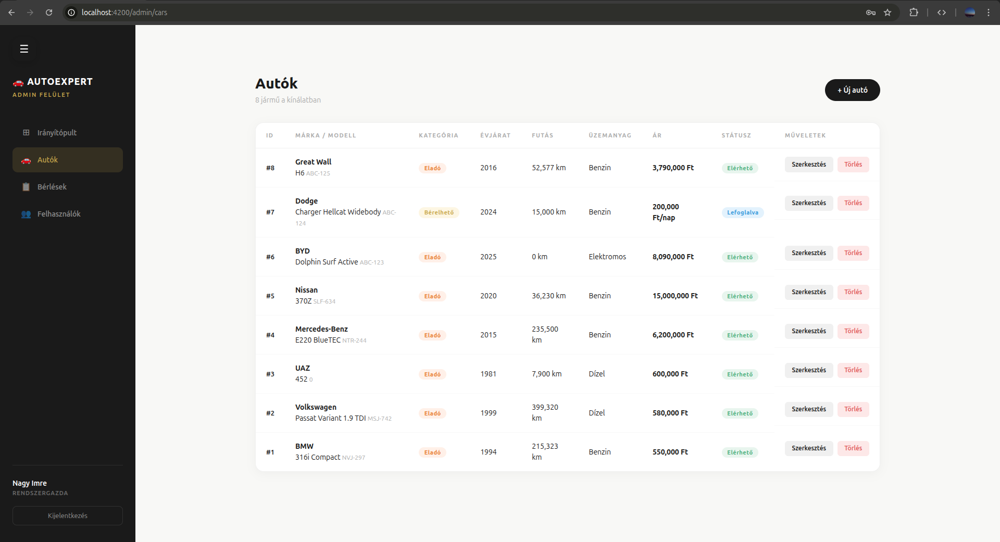 localhost:4200/admin/cars
☰
🚗 AUTOEXPERT
ADMIN FELÜLET
Irányítópult
Autók
Bérlések
Felhasználók
Nagy Imre
RENDSZERGAZDA
Kijelentkezés
Autók
8 jármű a kínálatban
+ Új autó
ID MÁRKA / MODELL KATEGÓRIA ÉVJÁRAT FUTÁS ÜZEMANYAG ÁR STÁTUSZ MŰVELETEK
#8 Great Wall
H6 ABC-125 Eladó 2016 52,577 km Benzin 3,790,000 Ft Elérhető Szerkesztés Törlés
#7 Dodge
Charger Hellcat Widebody ABC-
124 Bérelhető 2024 15,000 km Benzin 200,000
Ft/nap Lefoglalva Szerkesztés Törlés
#6 BYD
Dolphin Surf Active ABC-123 Eladó 2025 0 km Elektromos 8,090,000 Ft Elérhető Szerkesztés Törlés
#5 Nissan
370Z SLF-634 Eladó 2020 36,230 km Benzin 15,000,000 Ft Elérhető Szerkesztés Törlés
#4 Mercedes-Benz
E220 BlueTEC NTR-244 Eladó 2015 235,500
km Benzin 6,200,000 Ft Elérhető Szerkesztés Törlés
#3 UAZ
452 0 Eladó 1981 7,900 km Dízel 600,000 Ft Elérhető Szerkesztés Törlés
#2 Volkswagen
Passat Variant 1.9 TDI MSJ-742 Eladó 1999 399,320
km Dízel 580,000 Ft Elérhető Szerkesztés Törlés
#1 BMW
316i Compact NVJ-297 Eladó 1994 215,323
km Benzin 550,000 Ft Elérhető Szerkesztés Törlés